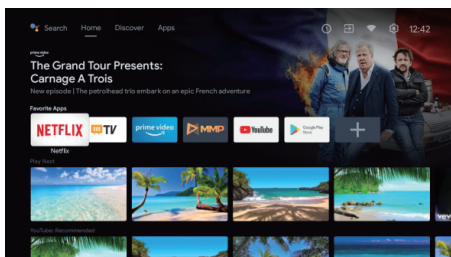 Search Home Discover Apps 12:42
prime video
The Grand Tour Presents:
Carnage A Trois
New episode | The petrolhead trio embark on an epic French adventure
Favorite Apps
NETFLIX TV prime video MMP YouTube Google Play
Netflix
Play Next
YouTube: Recommended
vevo